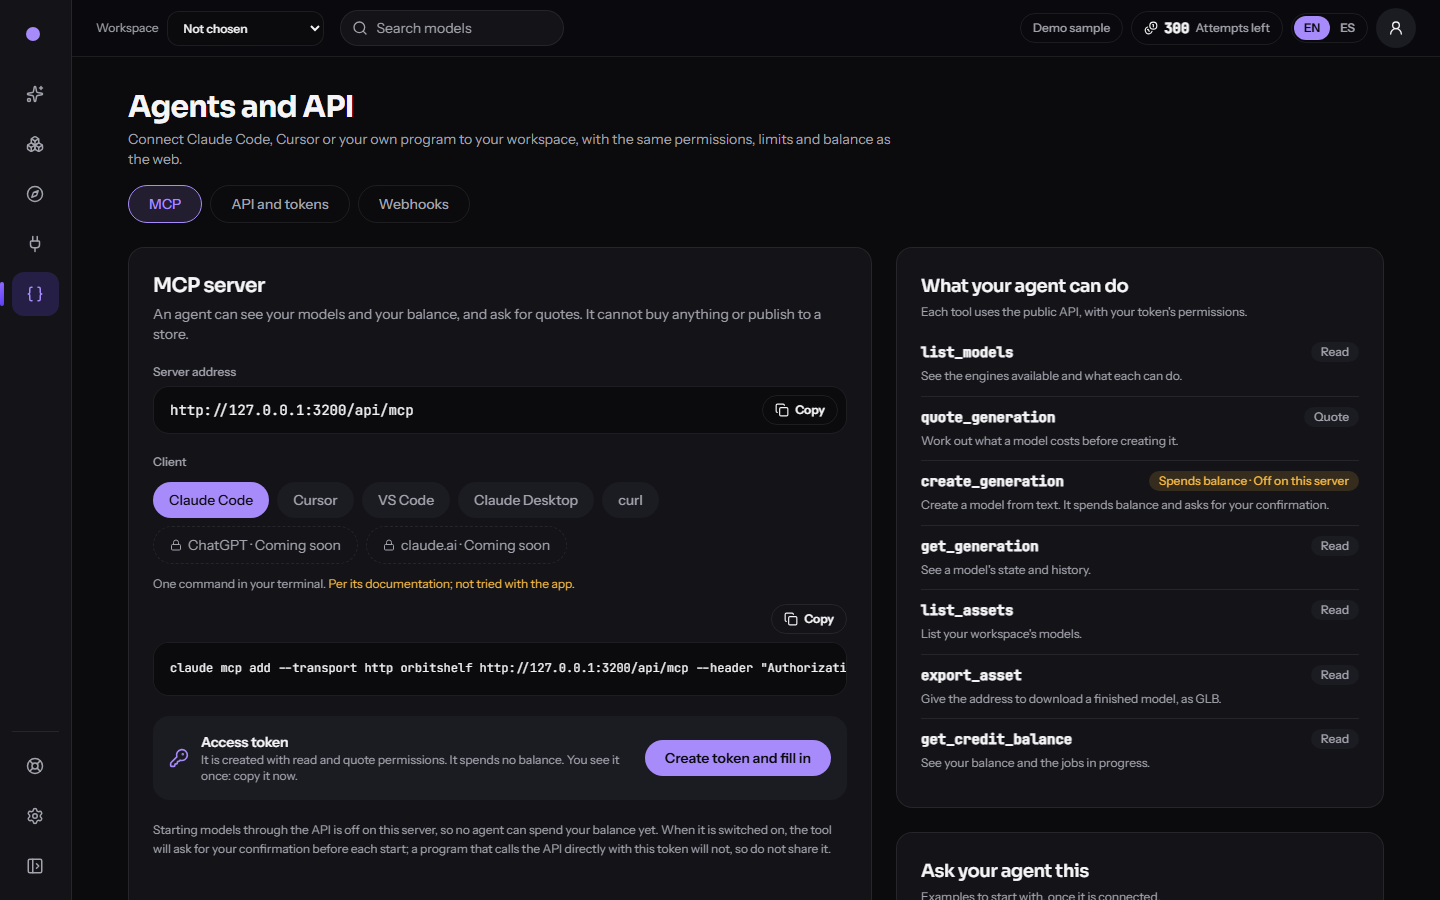 Workspace
Not chosen
Search models
Demo sample
300 Attempts left
EN
ES
Agents and API
Connect Claude Code, Cursor or your own program to your workspace, with the same permissions, limits and balance as
the web.
MCP
API and tokens
Webhooks
MCP server
An agent can see your models and your balance, and ask for quotes. It cannot buy anything or publish to a
store.
Server address
http://127.0.0.1:3200/api/mcp
Copy
Client
Claude Code
Cursor
VS Code
Claude Desktop
curl
ChatGPT · Coming soon
claude.ai · Coming soon
One command in your terminal. Per its documentation; not tried with the app.
Copy
claude mcp add --transport http orbitshelf http://127.0.0.1:3200/api/mcp --header "Authorizati
Access token
It is created with read and quote permissions. It spends no balance. You see it
once: copy it now.
Create token and fill in
Starting models through the API is off on this server, so no agent can spend your balance yet. When it is switched on, the tool
will ask for your confirmation before each start; a program that calls the API directly with this token will not, so do not share it.
What your agent can do
Each tool uses the public API, with your token's permissions.
list_models
Read
See the engines available and what each can do.
quote_generation
Quote
Work out what a model costs before creating it.
create_generation
Spends balance · Off on this server
Create a model from text. It spends balance and asks for your confirmation.
get_generation
Read
See a model's state and history.
list_assets
Read
List your workspace's models.
export_asset
Read
Give the address to download a finished model, as GLB.
get_credit_balance
Read
See your balance and the jobs in progress.
Ask your agent this
Examples to start with, once it is connected.